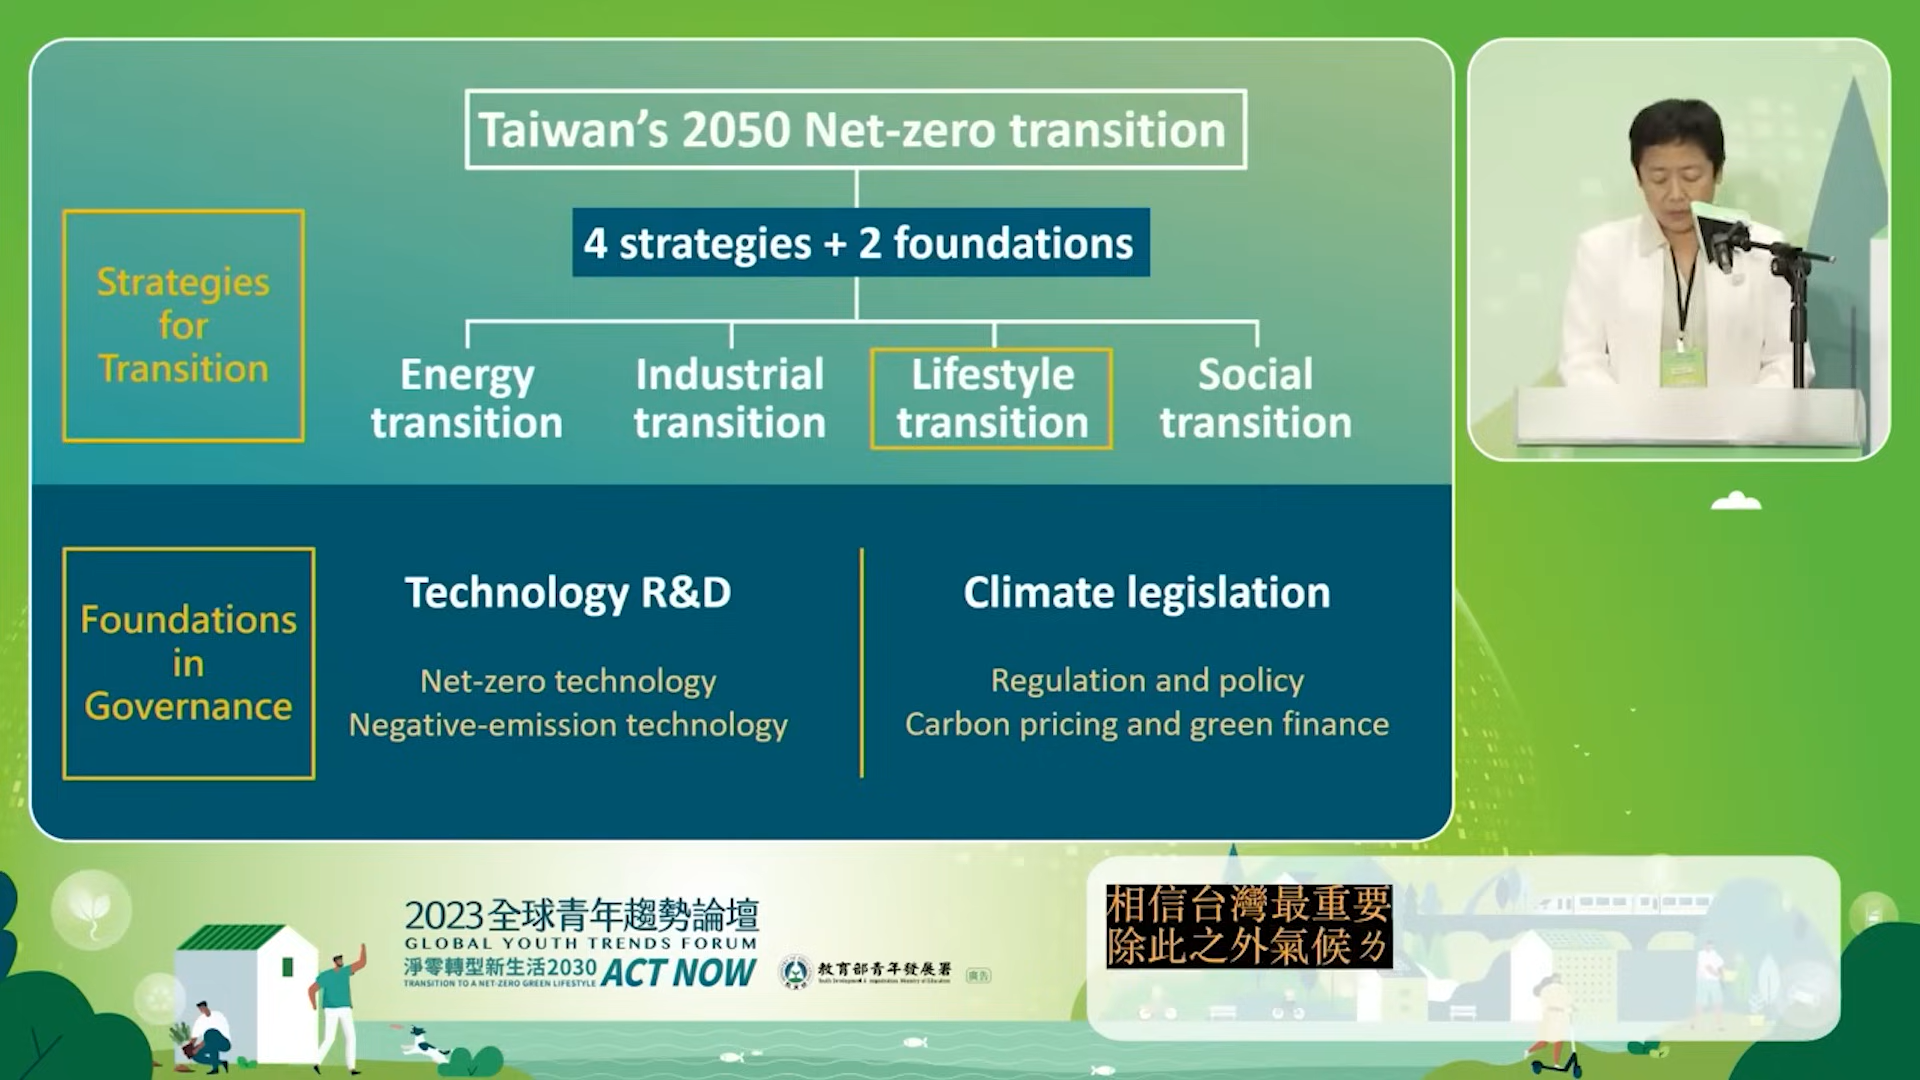 Taiwan's 2050 Net-zero transition
4 strategies + 2 foundations
Strategies
for
Transition
Energy
transition
Industrial
transition
Lifestyle
transition
Social
transition
Foundations
in
Governance
Technology R&D
Net-zero technology
Negative-emission technology
Climate legislation
Regulation and policy
Carbon pricing and green finance
2023全球青年趨勢論壇
GLOBAL YOUTH TRENDS FORUM
淨零轉型新生活2030 ACT NOW
TRANSITION TO A NET-ZERO GREEN LIFESTYLE
教育部青年發展署
廣告
相信台灣最重要
除此之外氣候ㄌ